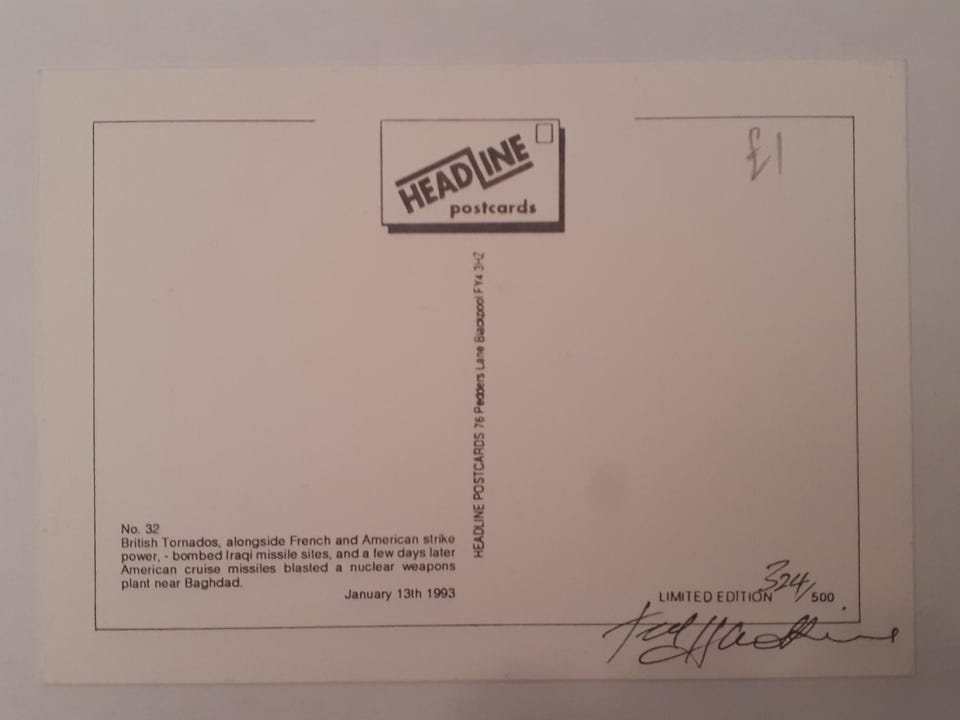 HEADLINE
postcards
£1
HEADLINE POSTCARDS 76 Pedders Lane Blackpool FY4 3HZ
No. 32
British Tornados, alongside French and American strike
power, - bombed Iraqi missile sites, and a few days later
American cruise missiles blasted a nuclear weapons
plant near Baghdad.
January 13th 1993
LIMITED EDITION 324/500